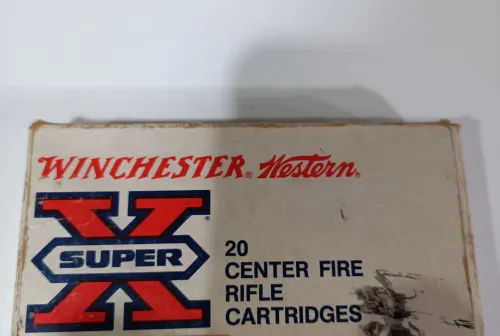 WINCHESTER® Western®
X SUPER ®
20
CENTER FIRE
RIFLE
CARTRIDGES